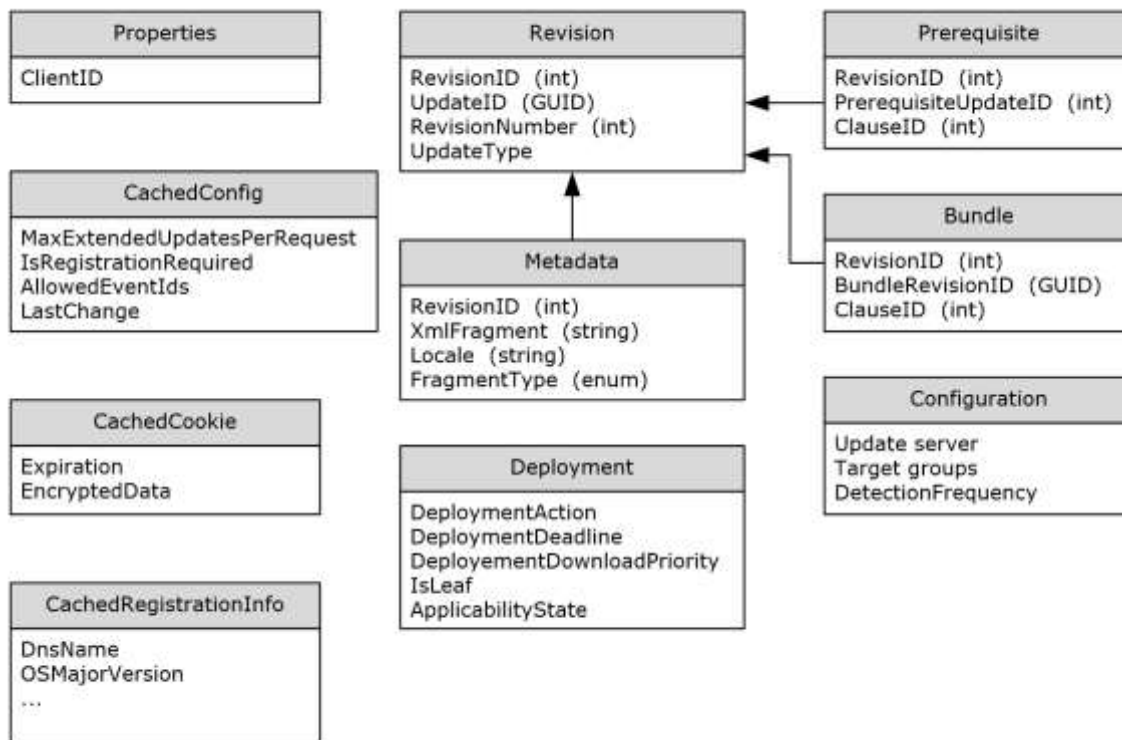 Properties
ClientID
CachedConfig
MaxExtendedUpdatesPerRequest
IsRegistrationRequired
AllowedEventIds
LastChange
CachedCookie
Expiration
EncryptedData
CachedRegistrationInfo
DnsName
OSMajorVersion
...
Revision
RevisionID (int)
UpdateID (GUID)
RevisionNumber (int)
UpdateType
Metadata
RevisionID (int)
XmlFragment (string)
Locale (string)
FragmentType (enum)
Deployment
DeploymentAction
DeploymentDeadline
DeployementDownloadPriority
IsLeaf
ApplicabilityState
Prerequisite
RevisionID (int)
PrerequisiteUpdateID (int)
ClauseID (int)
Bundle
RevisionID (int)
BundleRevisionID (GUID)
ClauseID (int)
Configuration
Update server
Target groups
DetectionFrequency